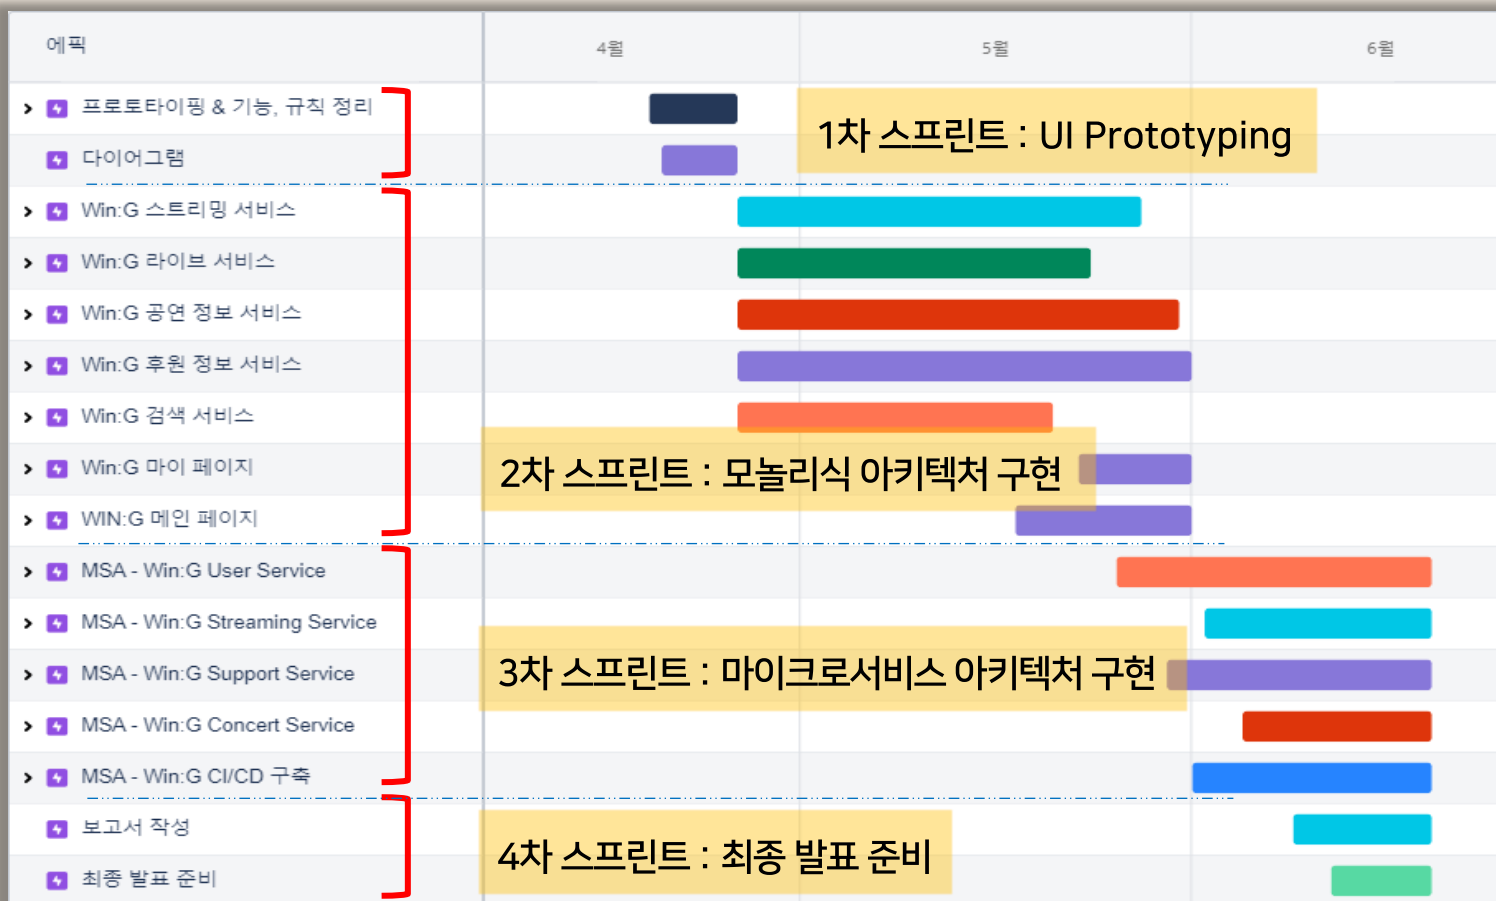 에픽
4월
5월
6월
프로토타이핑 & 기능, 규칙 정리
1차 스프린트 : UI Prototyping
다이어그램
Win:G 스트리밍 서비스
Win:G 라이브 서비스
Win:G 공연 정보 서비스
Win:G 후원 정보 서비스
Win:G 검색 서비스
Win:G 마이 페이지
2차 스프린트 : 모놀리식 아키텍처 구현
WIN:G 메인 페이지
MSA - Win:G User Service
MSA - Win:G Streaming Service
MSA - Win:G Support Service
3차 스프린트 : 마이크로서비스 아키텍처 구현
MSA - Win:G Concert Service
MSA - Win:G CI/CD 구축
보고서 작성
4차 스프린트 : 최종 발표 준비
최종 발표 준비